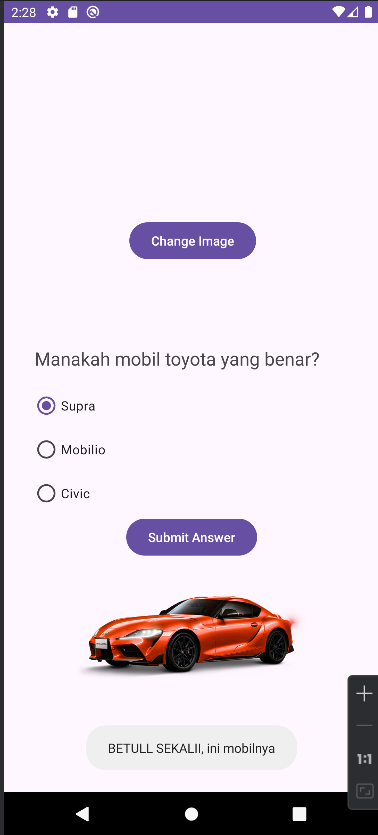 2:28
Change Image
Manakah mobil toyota yang benar?
Supra
Mobilio
Civic
Submit Answer
BETULL SEKALII, ini mobilnya
1:1